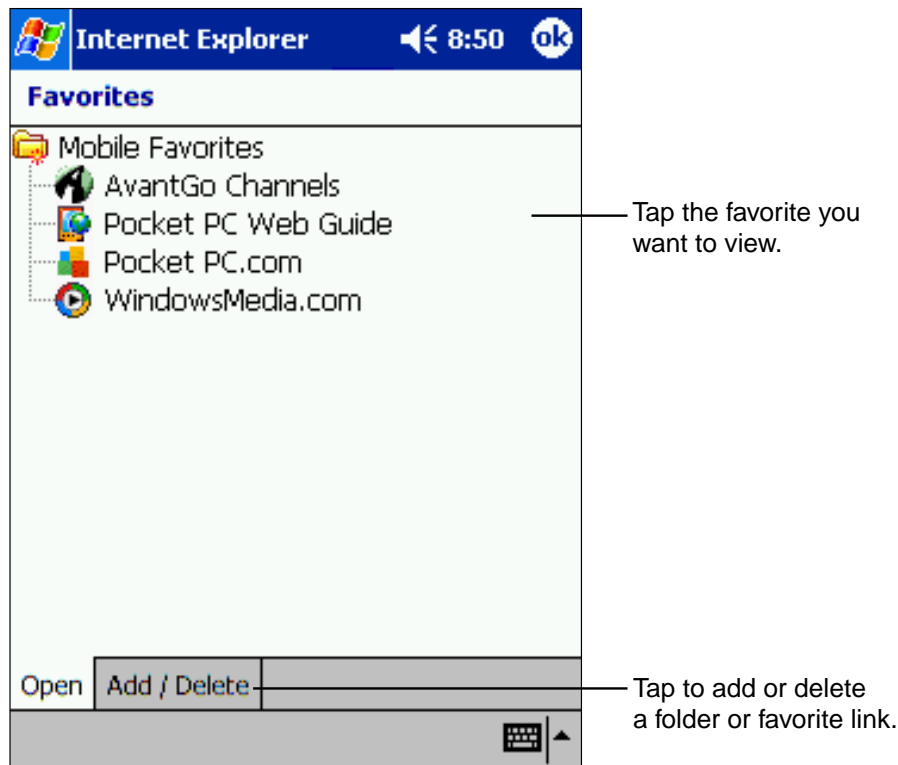 Internet Explorer 8:50 ok
Favorites
Mobile Favorites
AvantGo Channels
Pocket PC Web Guide
Pocket PC.com
WindowsMedia.com
Tap the favorite you
want to view.
Open Add / Delete
Tap to add or delete
a folder or favorite link.